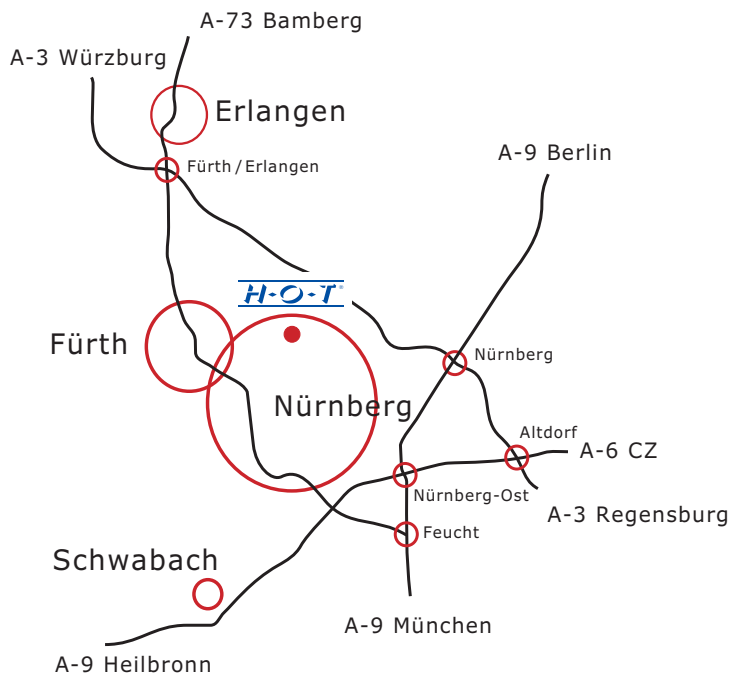 A-73 Bamberg
A-3 Würzburg
Erlangen
Fürth / Erlangen
A-9 Berlin
H·O·T®
Fürth
Nürnberg
Nürnberg
Altdorf
A-6 CZ
Nürnberg-Ost
A-3 Regensburg
Feucht
Schwabach
A-9 München
A-9 Heilbronn